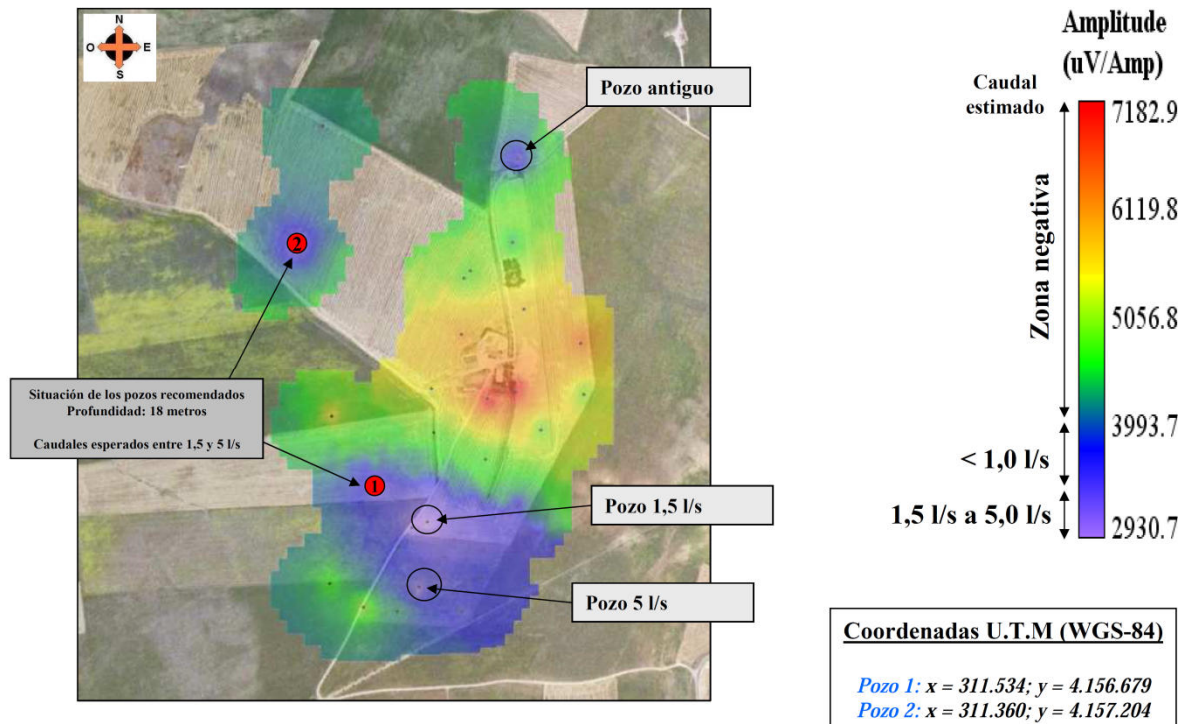 N
O E
S
Pozo antiguo
2
Situación de los pozos recomendados
Profundidad: 18 metros
Caudales esperados entre 1,5 y 5 l/s
1
Pozo 1,5 l/s
Pozo 5 l/s
Amplitude
(uV/Amp)
Caudal
estimado
7182.9
6119.8
5056.8
3993.7
2930.7
Zona negativa
< 1,0 l/s
1,5 l/s a 5,0 l/s
Coordenadas U.T.M (WGS-84)
Pozo 1: x = 311.534; y = 4.156.679
Pozo 2: x = 311.360; y = 4.157.204